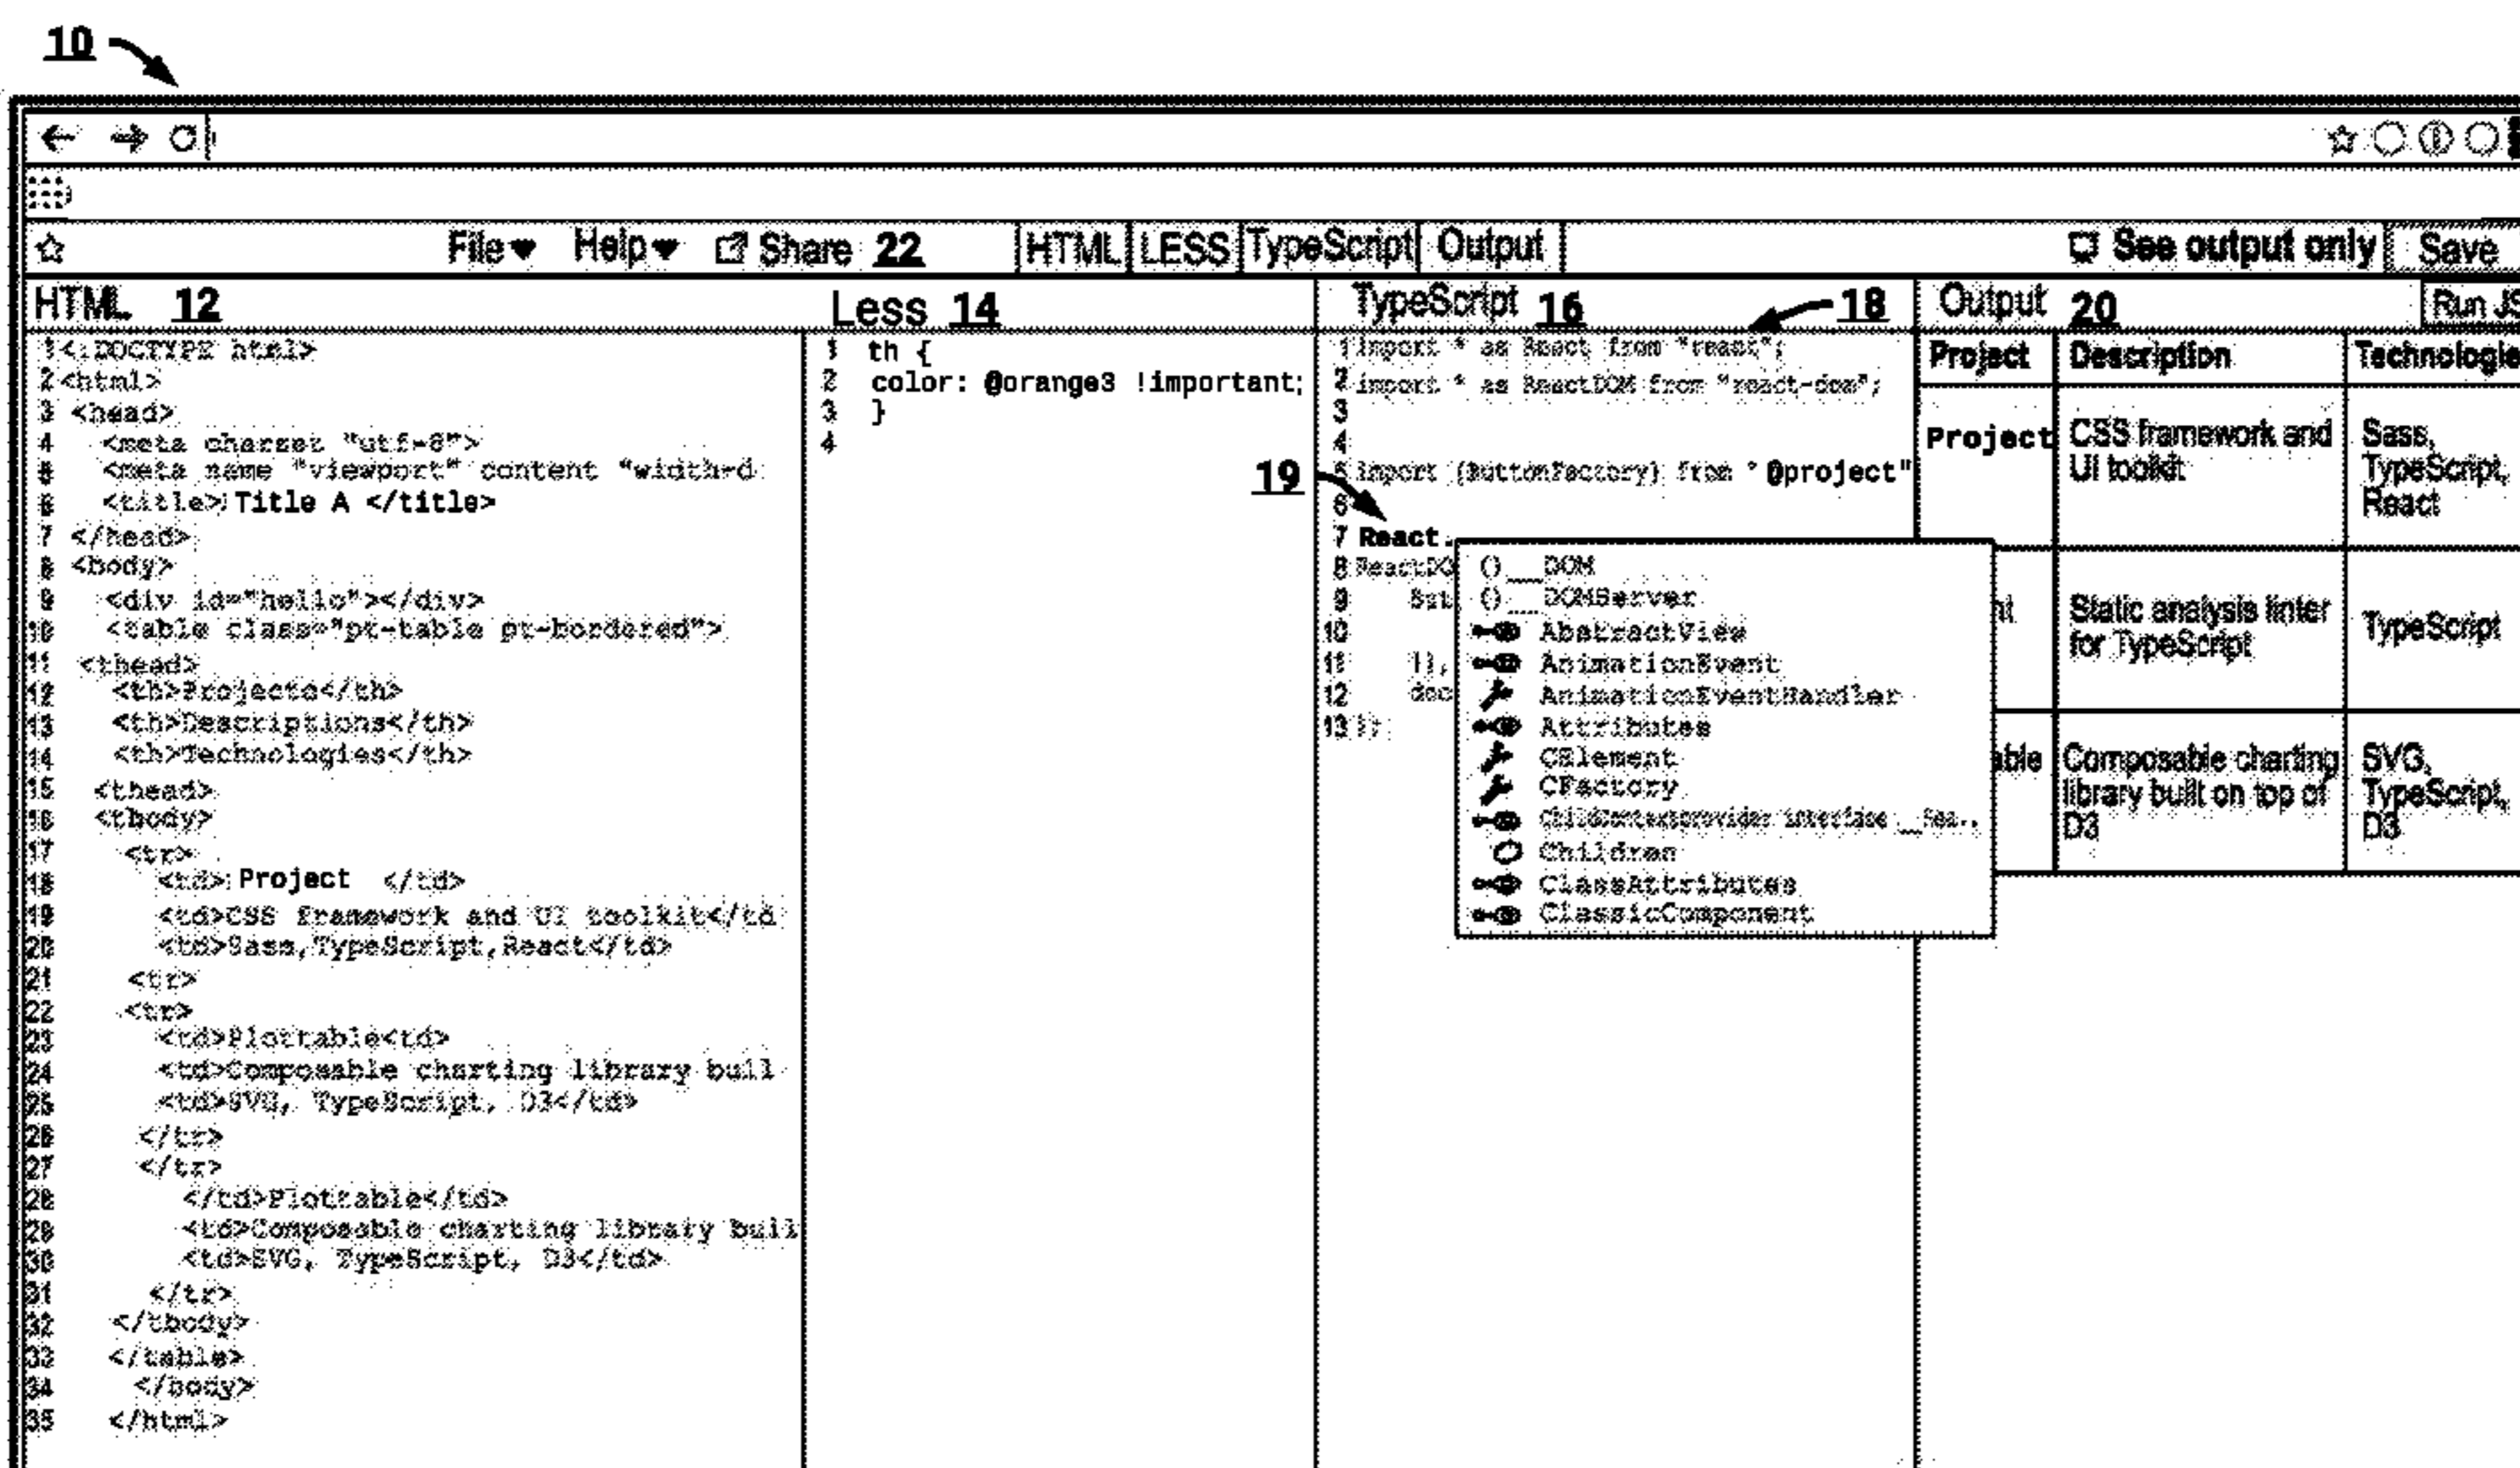 10
File Help Share 22 HTML LESS TypeScript Output See output only Save
HTML 12
1 <!DOCTYPE html>
2 <html>
3 <head>
4 <meta charset "utf-8">
5 <meta name "viewport" content "width=d
6 <title> Title A </title>
7 </head>
8 <body>
9 <div id="hello"></div>
10 <table class="pt-table pt-bordered">
11 <thead>
12 <th>Projects</th>
13 <th>Descriptions</th>
14 <th>Technologies</th>
15 <thead>
16 <tbody>
17 <tr>
18 <td> Project </td>
19 <td>CSS framework and UI toolkit</td
20 <td>Sass,TypeScript,React</td>
21 <tr>
22 <tr>
23 <td>Plottable<td>
24 <td>Composable charting library buil
25 <td>SVG, TypeScript, D3</td>
26 </tr>
27 </tr>
28 </td>Plottable</td>
29 <td>Composable charting library buil
30 <td>SVG, TypeScript, D3</td>
31 </tr>
32 </tbody>
33 </table>
34 </body>
35 </html>
Less 14
1 th {
2 color: @orange3 !important;
3 }
4
TypeScript 16
18
1 import * as React from "react";
2 import * as ReactDOM from "react-dom";
3
4
5 import {ButtonFactory} from " @project"
6
19
7 React.
8 ReactDO
9
10
11 }),
12 doc
13 });
()__DOM
()__DOMServer
AbstractView
AnimationEvent
AnimationEventHandler
Attributes
CElement
CFactory
interface
Children
ClassAttributes
ClassicComponent
Output 20 Run JS
Project Description Technologie
Project CSS framework and
UI toolkit
Sass,
TypeScript,
React
nt Static analysis linter
for TypeScript
TypeScript
able Composable charting
library built on top of
D3
SVG,
TypeScript,
D3